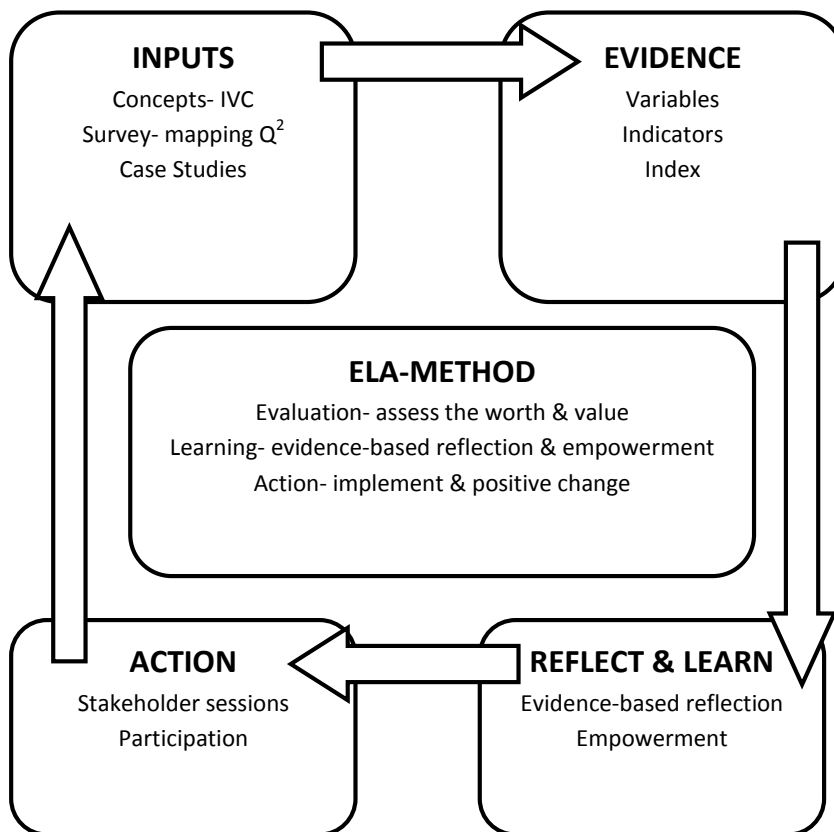 INPUTS
Concepts- IVC
Survey- mapping Q²
Case Studies
EVIDENCE
Variables
Indicators
Index
ELA-METHOD
Evaluation- assess the worth & value
Learning- evidence-based reflection & empowerment
Action- implement & positive change
ACTION
Stakeholder sessions
Participation
REFLECT & LEARN
Evidence-based reflection
Empowerment